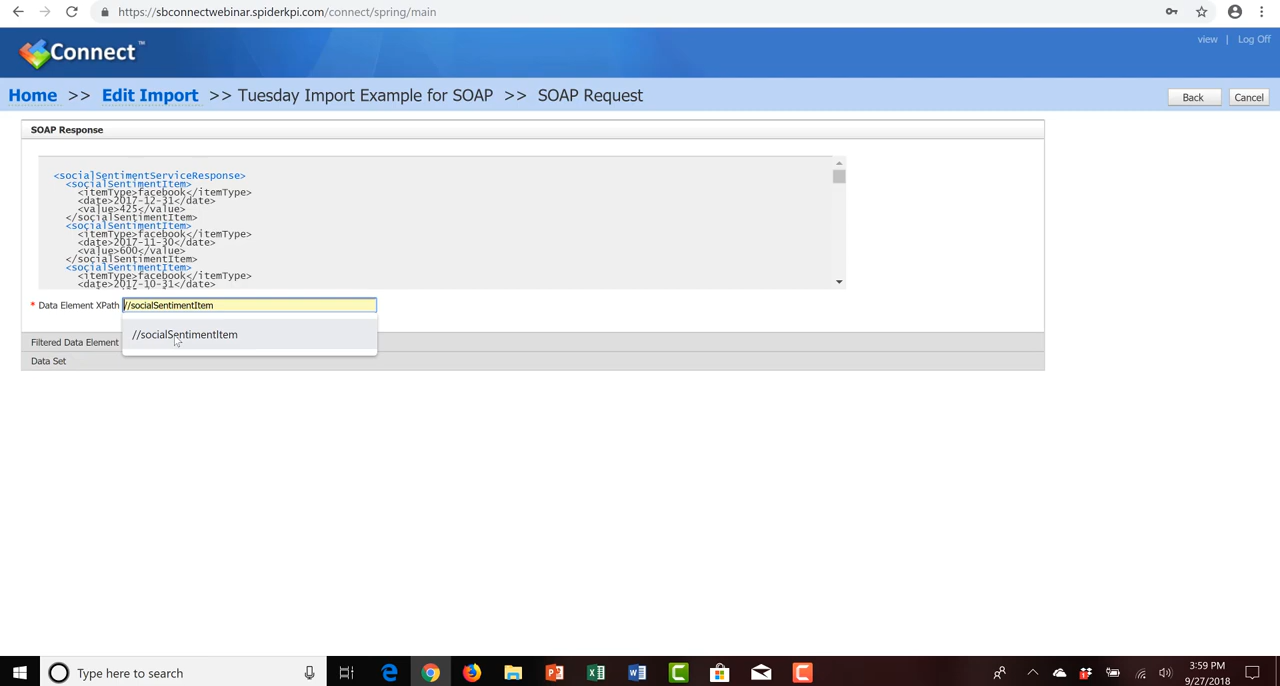 https://sbconnectwebinar.spiderkpi.com/connect/spring/main
Connect™
view | Log Off
Home >> Edit Import >> Tuesday Import Example for SOAP >> SOAP Request
Back Cancel
SOAP Response
<socialSentimentServiceResponse>
<socialSentimentItem>
<itemType>facebook</itemType>
<date>2017-12-31</date>
<value>425</value>
</socialSentimentItem>
<socialSentimentItem>
<itemType>facebook</itemType>
<date>2017-11-30</date>
<value>600</value>
</socialSentimentItem>
<socialSentimentItem>
<itemType>facebook</itemType>
<date>2017-10-31</date>
* Data Element XPath //socialSentimentItem
//socialSentimentItem
Filtered Data Element
Data Set
Type here to search
3:59 PM
9/27/2018